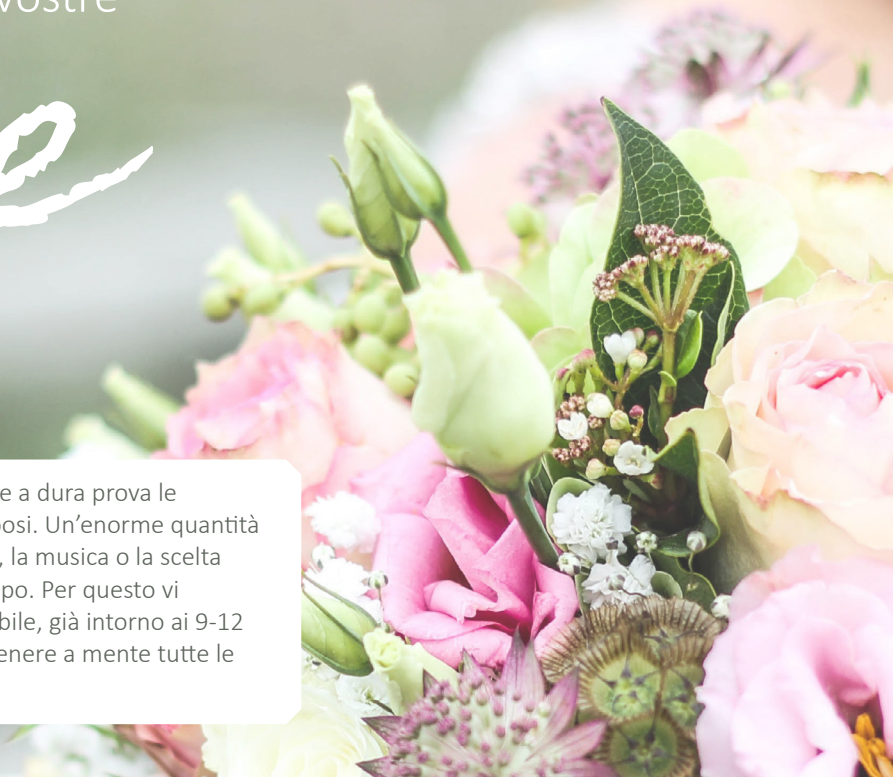 vostre
e
e a dura prova le
osi. Un’enorme quantità
, la musica o la scelta
po. Per questo vi
bile, già intorno ai 9-12
enere a mente tutte le